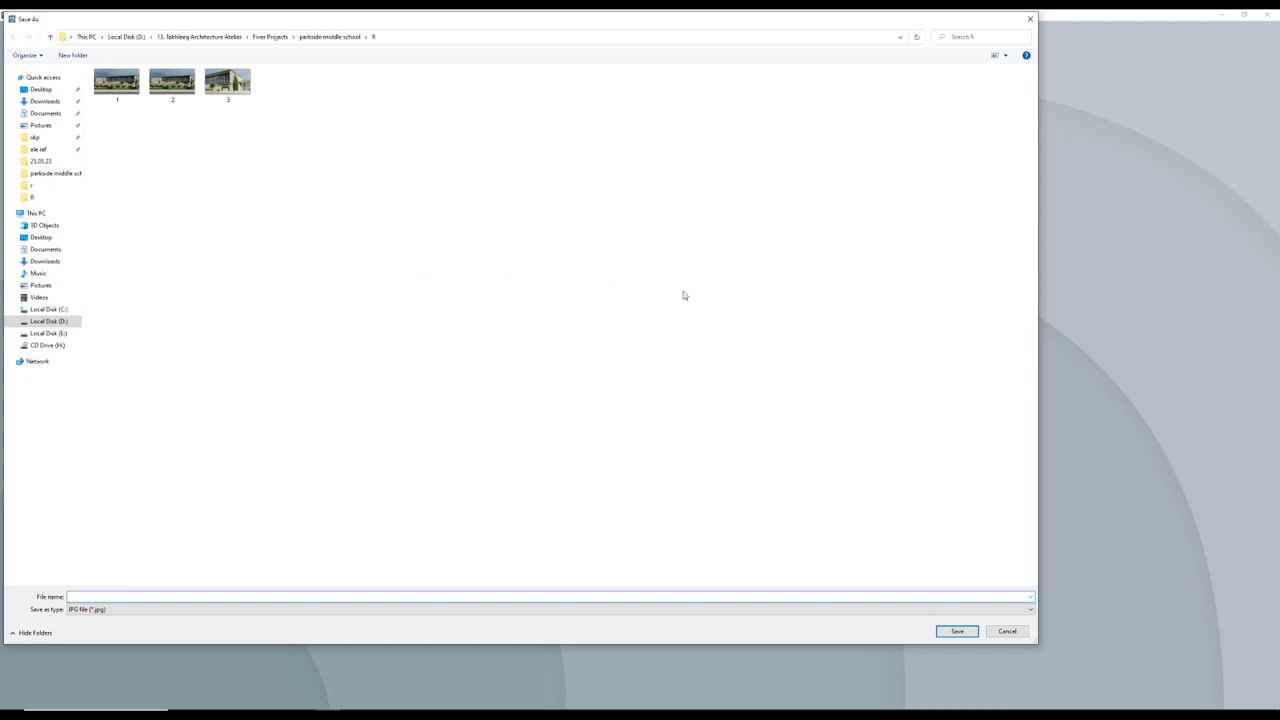 Save As
This PC
Local Disk (D:)
13. Takhleeq Architecture Atelier
Fiver Projects
parkside middle school
R
Search R
Organize
New folder
1
2
3
Quick access
Desktop
Downloads
Documents
Pictures
skp
ele ref
25.05.23
parkside middle sch
r
R
This PC
3D Objects
Desktop
Documents
Downloads
Music
Pictures
Videos
Local Disk (C:)
Local Disk (D:)
Local Disk (E:)
CD Drive (H:)
Network
File name:
Save as type: JPG file (*.jpg)
Hide Folders
Save
Cancel